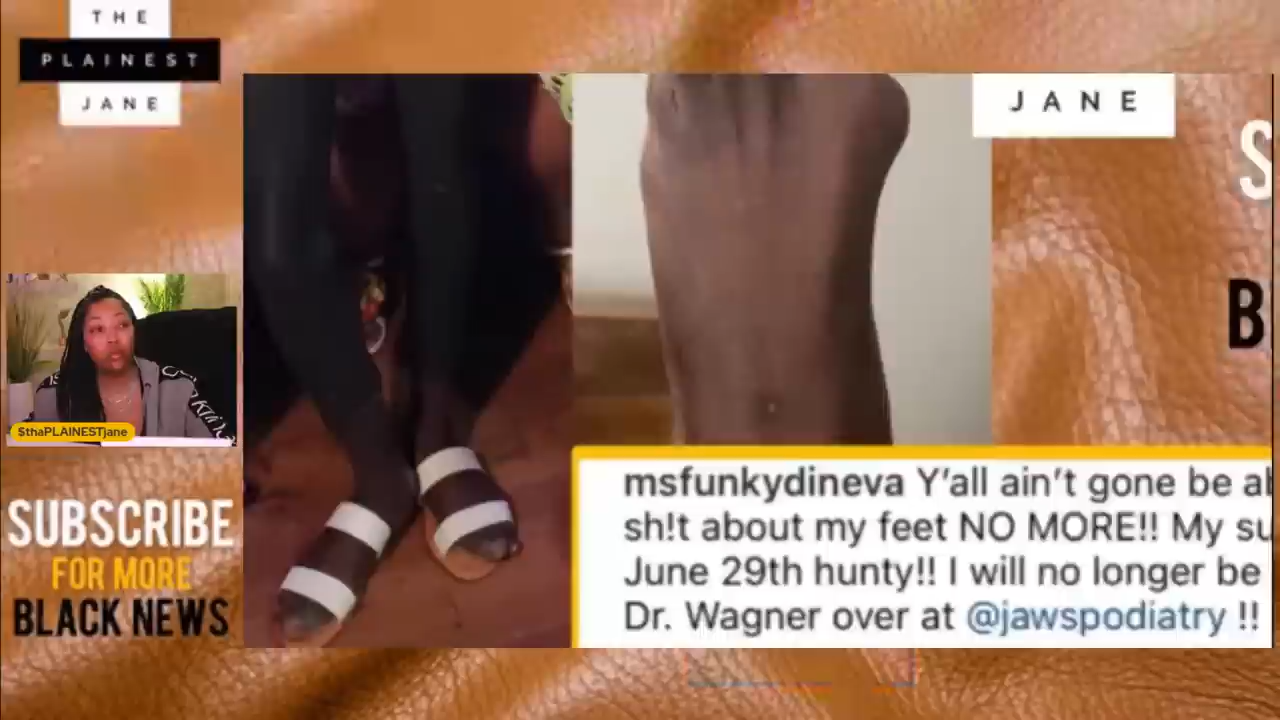 THE
PLAINEST
JANE
JANE
$thaPLAINESTjane
SUBSCRIBE
FOR MORE
BLACK NEWS
msfunkydineva Y'all ain't gone be
sh!t about my feet NO MORE!! My
June 29th hunty!! I will no longer be
Dr. Wagner over at @jawspodiatry !!
S
B